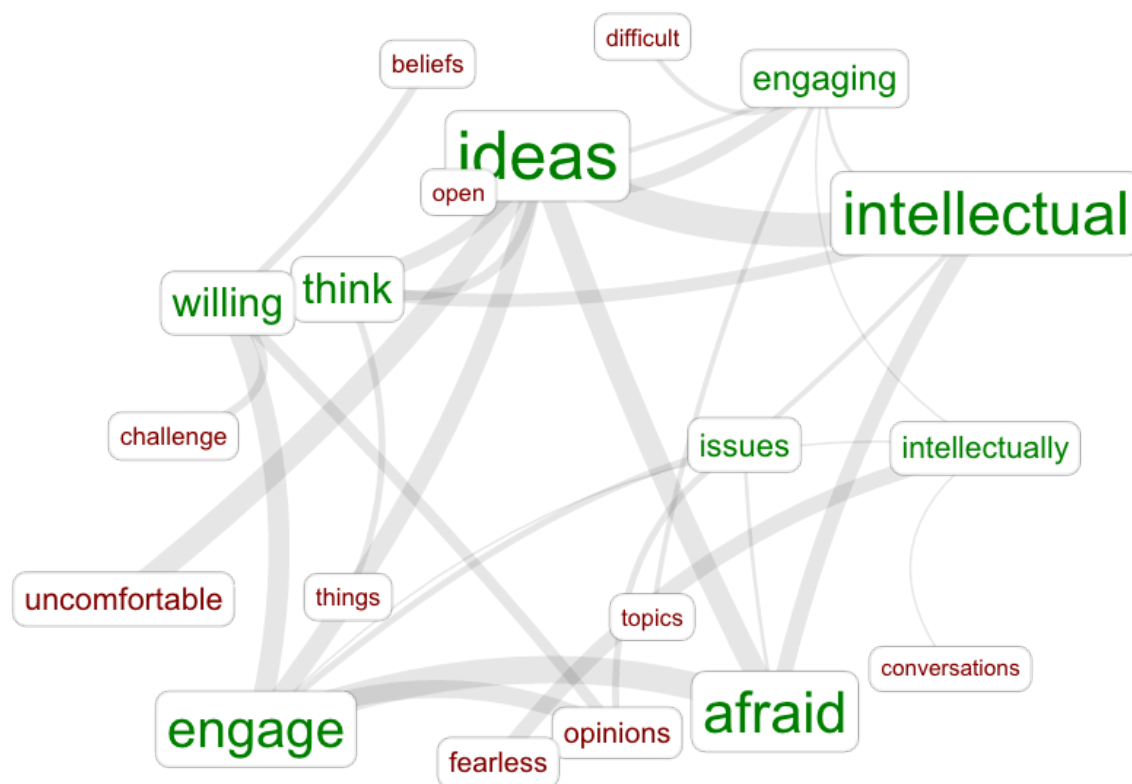 difficult
beliefs
engaging
ideas
open
intellectual
think
willing
challenge
issues
intellectually
uncomfortable
things
topics
conversations
afraid
engage
opinions
fearless